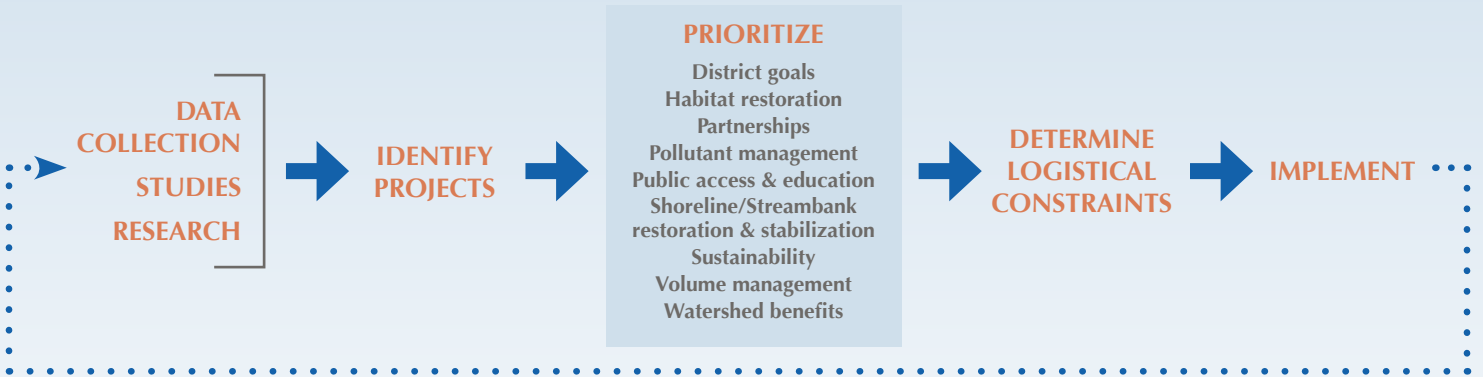 DATA
COLLECTION
STUDIES
RESEARCH
IDENTIFY
PROJECTS
PRIORITIZE
District goals
Habitat restoration
Partnerships
Pollutant management
Public access & education
Shoreline/Streambank
restoration & stabilization
Sustainability
Volume management
Watershed benefits
DETERMINE
LOGISTICAL
CONSTRAINTS
IMPLEMENT